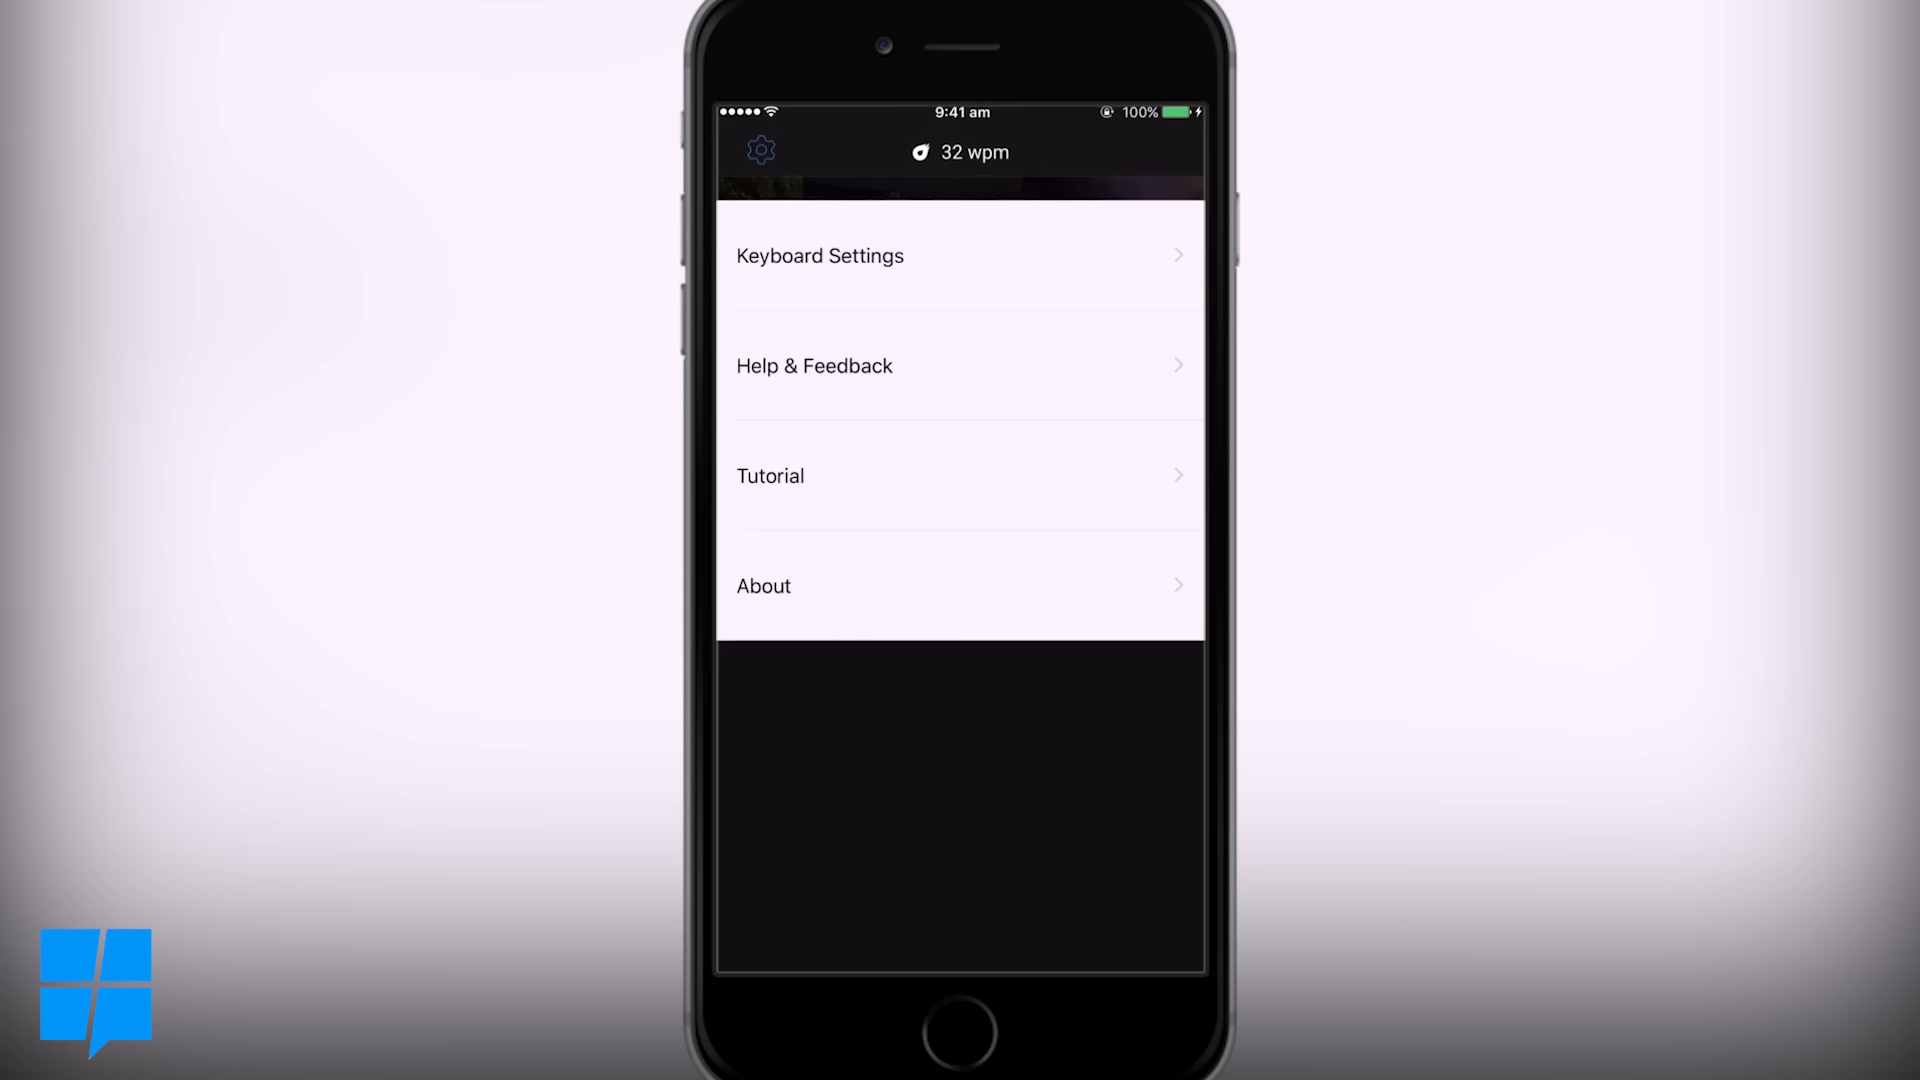 9:41 am
100%
32 wpm
Keyboard Settings
Help & Feedback
Tutorial
About